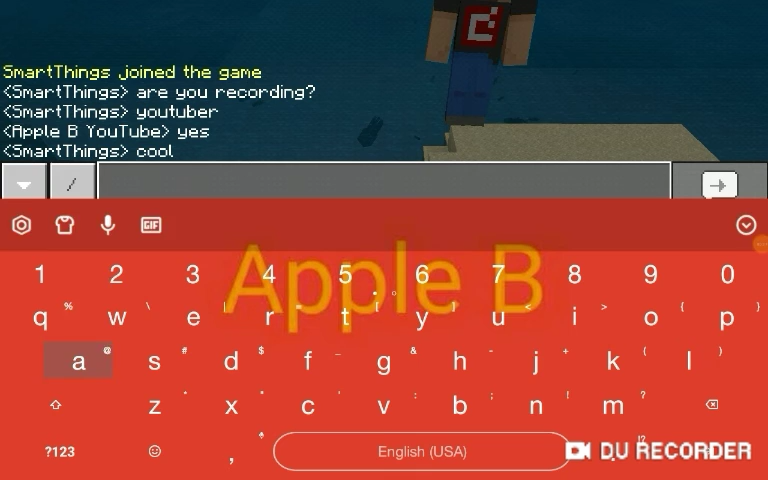 SmartThings joined the game
<SmartThings> are you recording?
<SmartThings> youtuber
<Apple B YouTube> yes
<SmartThings> cool
/
GIF
Apple B
1 2 3 4 5 6 7 8 9 0
q w e r t y u i o p
a s d f g h j k l
z x c v b n m
?123 , English (USA)
DU RECORDER